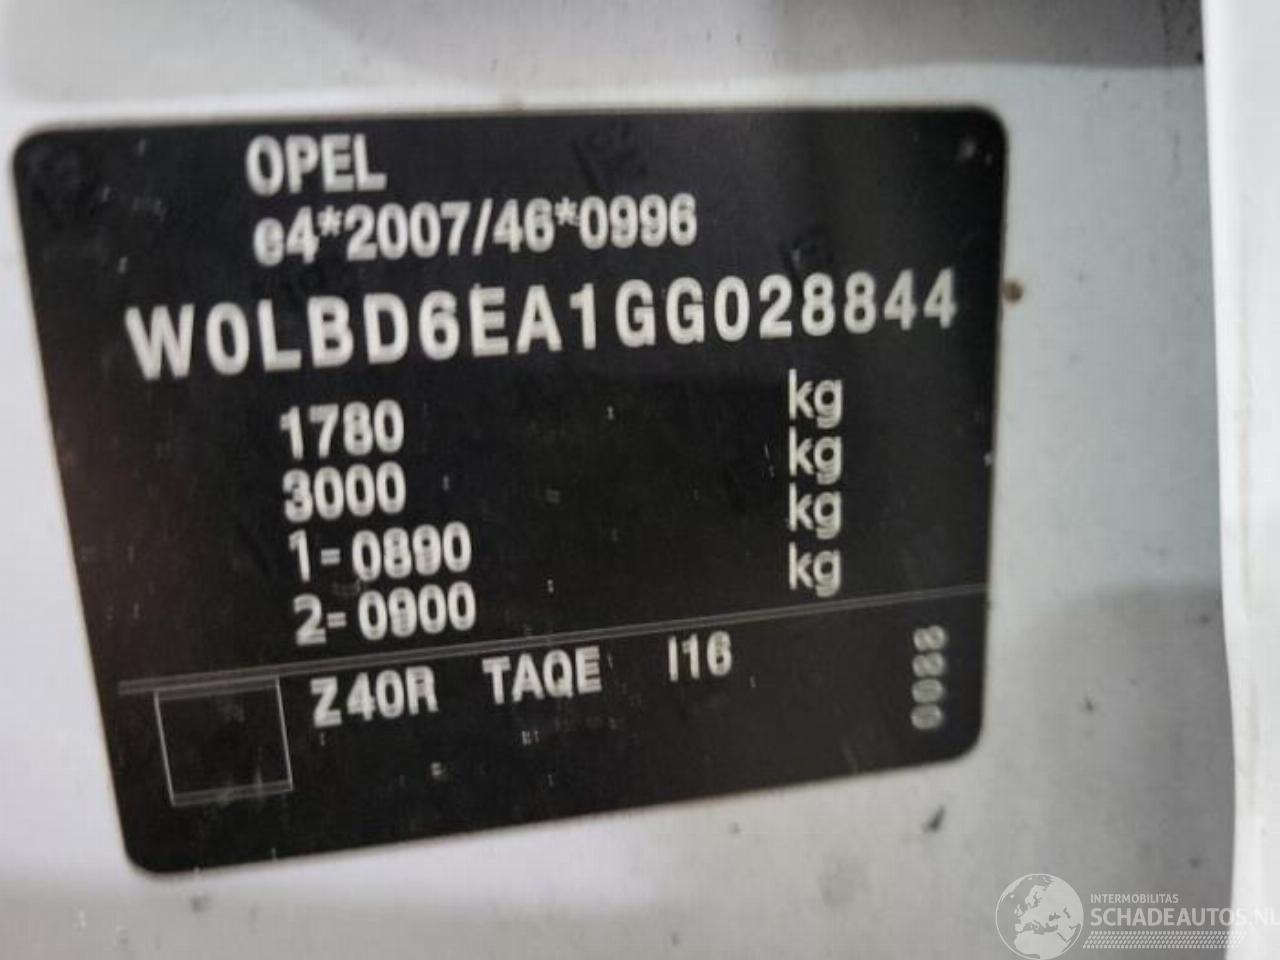 OPEL
e4*2007/46*0996
W0LBD6EA1GG028844
1780 kg
3000 kg
1-0890 kg
2-0900 kg
Z40R TAQE I16
INTERMOBILITAS
SCHADEAUTOS.NL